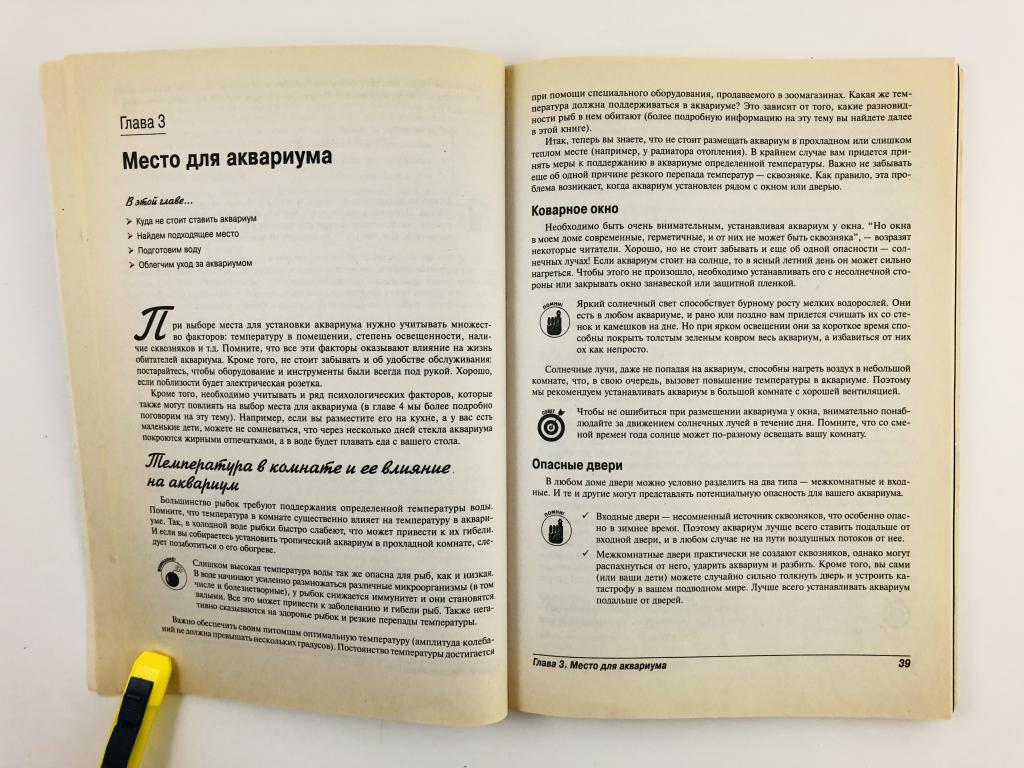 Глава 3
Место для аквариума
В этой главе...
➤ Куда не стоит ставить аквариум
➤ Найдем подходящее место
➤ Подготовим воду
➤ Облегчим уход за аквариумом
При выборе места для установки аквариума нужно учитывать множест-
во факторов: температуру в помещении, степень освещенности, нали-
чие сквозняков и т.д. Помните, что все эти факторы оказывают влияние на жизнь
обитателей аквариума. Кроме того, не стоит забывать и об удобстве обслуживания:
постарайтесь, чтобы оборудование и инструменты были всегда под рукой. Хорошо,
если поблизости будет электрическая розетка.
Кроме того, необходимо учитывать и ряд психологических факторов, которые
также могут повлиять на выбор места для аквариума (в главе 4 мы более подробно
поговорим на эту тему). Например, если вы разместите его на кухне, а у вас есть
маленькие дети, можете не сомневаться, что через несколько дней стекла аквариума
покроются жирными отпечатками, а в воде будет плавать еда с вашего стола.
Температура в комнате и ее влияние
на аквариум
Большинство рыбок требуют поддержания определенной температуры воды.
Помните, что температура в комнате существенно влияет на температуру в аквари-
уме. Так, в холодной воде рыбки быстро слабеют, что может привести к их гибели.
И если вы собираетесь установить тропический аквариум в прохладной комнате, сле-
дует позаботиться о его обогреве.
Слишком высокая температура воды так же опасна для рыб, как и низкая.
В воде начинают усиленно размножаться различные микроорганизмы (в том
числе и болезнетворные), у рыбок снижается иммунитет и они становятся
вялыми. Все это может привести к заболеванию и гибели рыб. Также нега-
тивно сказываются на здоровье рыбок и резкие перепады температуры.
Важно обеспечить своим питомцам оптимальную температуру (амплитуда колеба-
ний не должна превышать нескольких градусов). Постоянство температуры достигается
при помощи специального оборудования, продаваемого в зоомагазинах. Какая же тем-
пература должна поддерживаться в аквариуме? Это зависит от того, какие разновид-
ности рыб в нем обитают (более подробную информацию на эту тему вы найдете далее
в этой книге).
Итак, теперь вы знаете, что не стоит размещать аквариум в прохладном или слишком
теплом месте (например, у радиатора отопления). В крайнем случае вам придется при-
нять меры к поддержанию в аквариуме определенной температуры. Важно не забывать
еще об одной причине резкого перепада температур — сквозняке. Как правило, эта про-
блема возникает, когда аквариум установлен рядом с окном или дверью.
Коварное окно
Необходимо быть очень внимательным, устанавливая аквариум у окна. “Но окна
в моем доме современные, герметичные, и от них не может быть сквозняка”, — возразят
некоторые читатели. Хорошо, но не стоит забывать и еще об одной опасности — сол-
нечных лучах! Если аквариум стоит на солнце, то в ясный летний день он может сильно
нагреться. Чтобы этого не произошло, необходимо устанавливать его с несолнечной сто-
роны или закрывать окно занавеской или защитной пленкой.
ПОМНИ!
Яркий солнечный свет способствует бурному росту мелких водорослей. Они
есть в любом аквариуме, и рано или поздно вам придется счищать их со сте-
нок и камешков на дне. Но при ярком освещении они за короткое время спо-
собны покрыть толстым зеленым ковром весь аквариум, а избавиться от них
ох как непросто.
Солнечные лучи, даже не попадая на аквариум, способны нагреть воздух в небольшой
комнате, что, в свою очередь, вызовет повышение температуры в аквариуме. Поэтому
мы рекомендуем устанавливать аквариум в большой комнате с хорошей вентиляцией.
СОВЕТ
Чтобы не ошибиться при размещении аквариума у окна, внимательно понаб-
людайте за движением солнечных лучей в течение дня. Помните, что со сме-
ной времен года солнце может по-разному освещать вашу комнату.
Опасные двери
В любом доме двери можно условно разделить на два типа — межкомнатные и вход-
ные. И те и другие могут представлять потенциальную опасность для вашего аквариума.
ПОМНИ!
✓ Входные двери — несомненный источник сквозняков, что особенно опас-
но в зимнее время. Поэтому аквариум лучше всего ставить подальше от
входной двери, и в любом случае не на пути воздушных потоков от нее.
✓ Межкомнатные двери практически не создают сквозняков, однако могут
распахнуться от него, ударить аквариум и разбить. Кроме того, вы сами
(или ваши дети) можете случайно сильно толкнуть дверь и устроить ка-
тастрофу в вашем подводном мире. Лучше всего устанавливать аквариум
подальше от дверей.
Глава 3. Место для аквариума 39